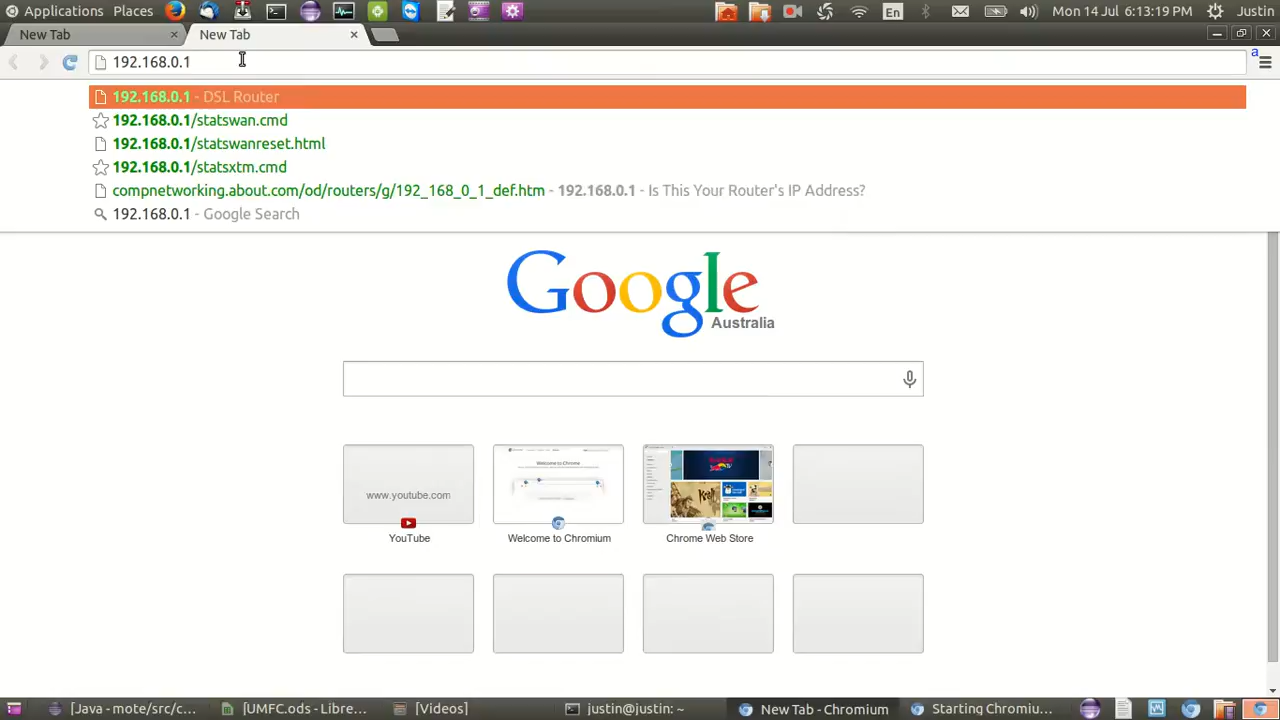 Applications Places En Mon 14 Jul 6:13:19 PM Justin
New Tab New Tab
192.168.0.1
a
192.168.0.1 - DSL Router
192.168.0.1/statswan.cmd
192.168.0.1/statswanreset.html
192.168.0.1/statsxtm.cmd
compnetworking.about.com/od/routers/g/192_168_0_1_def.htm - 192.168.0.1 - Is This Your Router's IP Address?
192.168.0.1 - Google Search
Google
Australia
www.youtube.com
Welcome to Chrome
YouTube Welcome to Chromium Chrome Web Store
[Java - mote/src/c... [UMFC.ods - Libre... [Videos] justin@justin: ~ New Tab - Chromium Starting Chromiu...